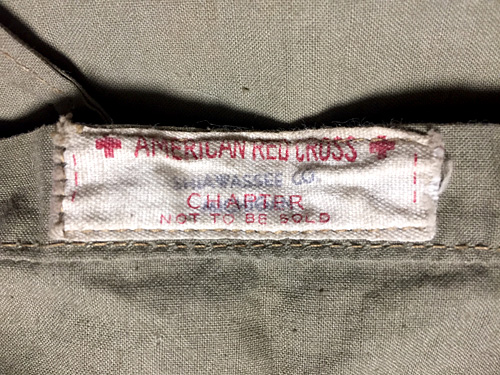 AMERICAN RED CROSS
SHIAWASSEE CO.
CHAPTER
NOT TO BE SOLD